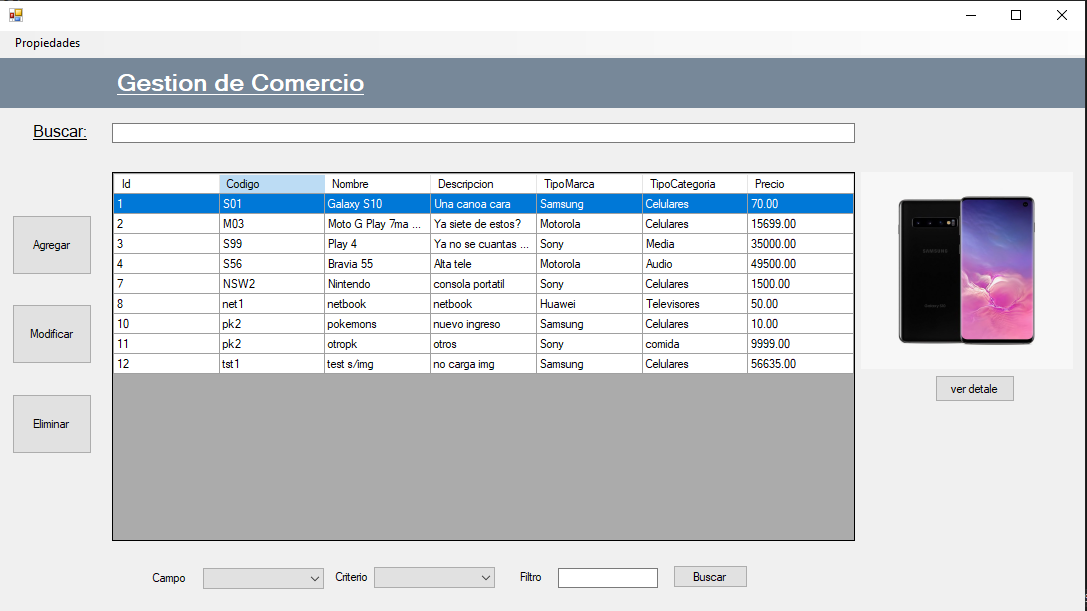 Propiedades
Gestion de Comercio
Buscar:
Id Codigo Nombre Descripcion TipoMarca TipoCategoria Precio
1 S01 Galaxy S10 Una canoa cara Samsung Celulares 70.00
2 M03 Moto G Play 7ma ... Ya siete de estos? Motorola Celulares 15699.00
3 S99 Play 4 Ya no se cuantas ... Sony Media 35000.00
4 S56 Bravia 55 Alta tele Motorola Audio 49500.00
7 NSW2 Nintendo consola portatil Sony Celulares 1500.00
8 net1 netbook netbook Huawei Televisores 50.00
10 pk2 pokemons nuevo ingreso Samsung Celulares 10.00
11 pk2 otropk otros Sony comida 9999.00
12 tst1 test s/img no carga img Samsung Celulares 56635.00
Agregar
Modificar
Eliminar
SAMSUNG
ver detale
Campo Criterio Filtro Buscar